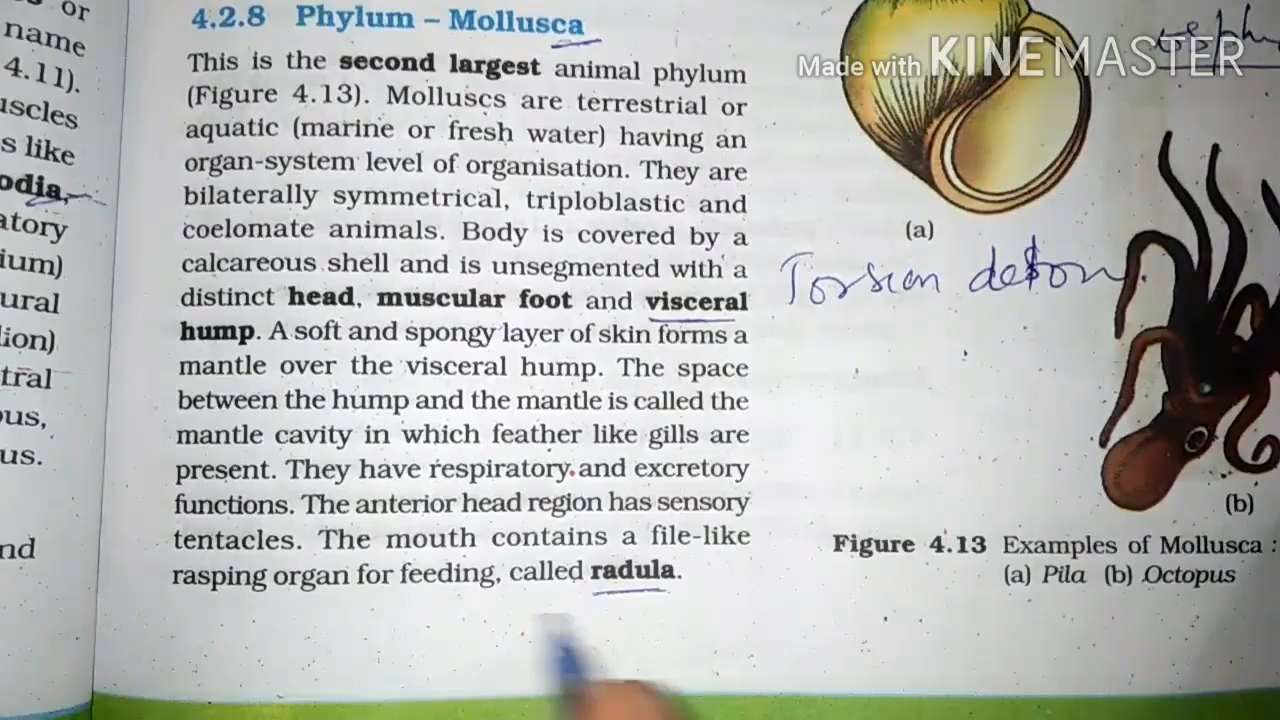 or
name
4.11).
uscles
s like
odia,
atory
ium)
ural
lion)
tral
ous,
us.
nd
4.2.8 Phylum – Mollusca
This is the second largest animal phylum
(Figure 4.13). Molluscs are terrestrial or
aquatic (marine or fresh water) having an
organ-system level of organisation. They are
bilaterally symmetrical, triploblastic and
coelomate animals. Body is covered by a
calcareous shell and is unsegmented with a
distinct head, muscular foot and visceral
hump. A soft and spongy layer of skin forms a
mantle over the visceral hump. The space
between the hump and the mantle is called the
mantle cavity in which feather like gills are
present. They have respiratory and excretory
functions. The anterior head region has sensory
tentacles. The mouth contains a file-like
rasping organ for feeding, called radula.
Made with KINEMASTER
(a)
Torsion
(b)
Figure 4.13 Examples of Mollusca :
(a) Pila (b) Octopus